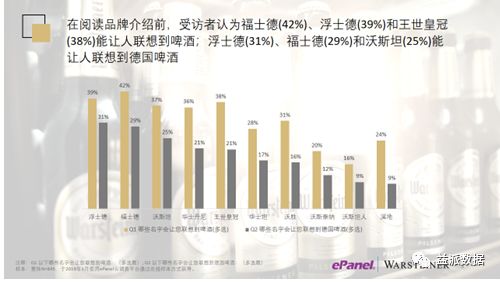 在阅读品牌介绍前，受访者认为福士德(42%)、浮士德(39%)和王世皇冠
(38%)能让人联想到啤酒；浮士德(31%)、福士德(29%)和沃斯坦(25%)能
让人联想到德国啤酒
39% 31% 42% 29% 37% 25% 36% 21% 38% 21% 28% 17% 31% 16% 20% 12% 16% 9% 24% 9%
浮士德 福士德 沃斯坦 华士丹尼 王世皇冠 华士坦 沃胜 沃斯泰纳 沃斯坦人
Q1 哪些名字会让您联想到啤酒(多选) Q2 哪些名字会让您联想到德国啤酒(多选)
ePanel WARSTEINER
益派数据